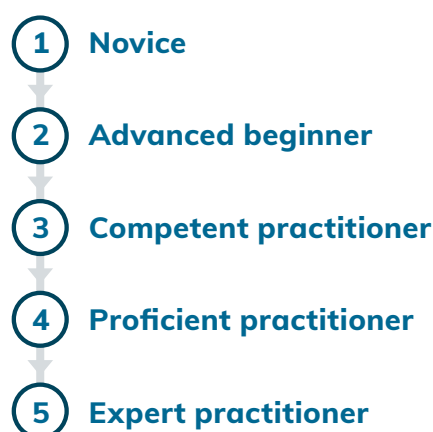 1 Novice
2 Advanced beginner
3 Competent practitioner
4 Proficient practitioner
5 Expert practitioner